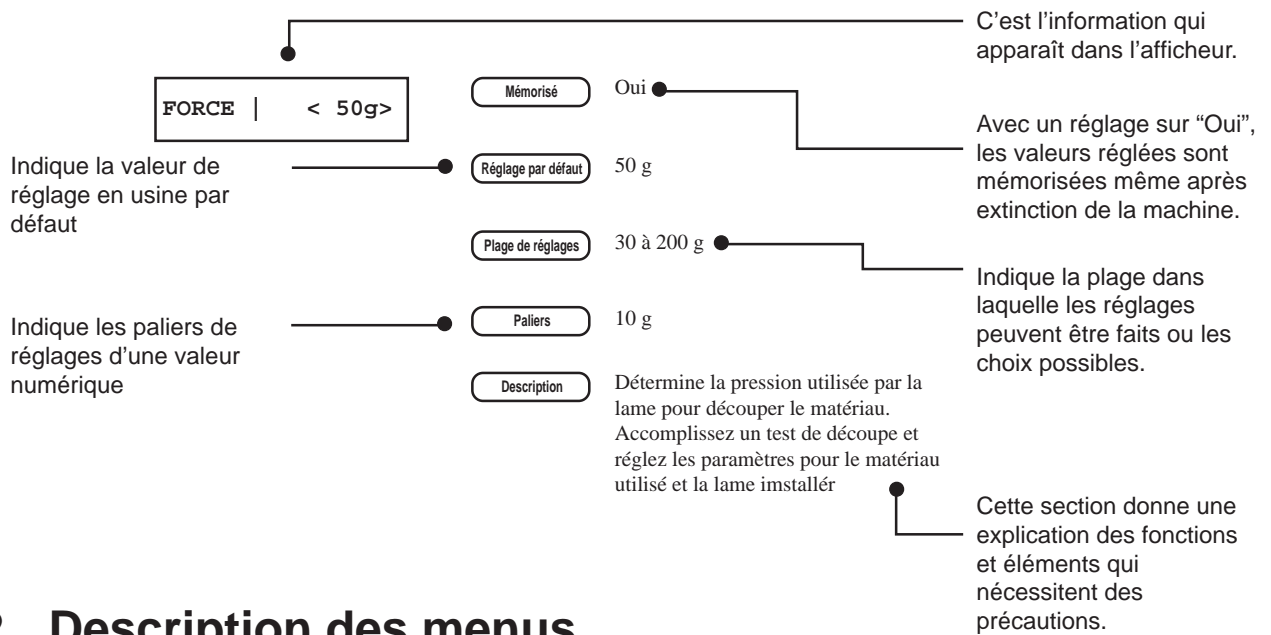 C’est l’information qui
apparaît dans l’afficheur.
FORCE | < 50g>
Mémorisé
Oui
Avec un réglage sur “Oui”,
les valeurs réglées sont
mémorisées même après
extinction de la machine.
Indique la valeur de
réglage en usine par
défaut
Réglage par défaut
50 g
Plage de réglages
30 à 200 g
Indique la plage dans
laquelle les réglages
peuvent être faits ou les
choix possibles.
Indique les paliers de
réglages d’une valeur
numérique
Paliers
10 g
Description
Détermine la pression utilisée par la
lame pour découper le matériau.
Accomplissez un test de découpe et
réglez les paramètres pour le matériau
utilisé et la lame imstallér
Cette section donne une
explication des fonctions
et éléments qui
nécessitent des
précautions.
Description des menus